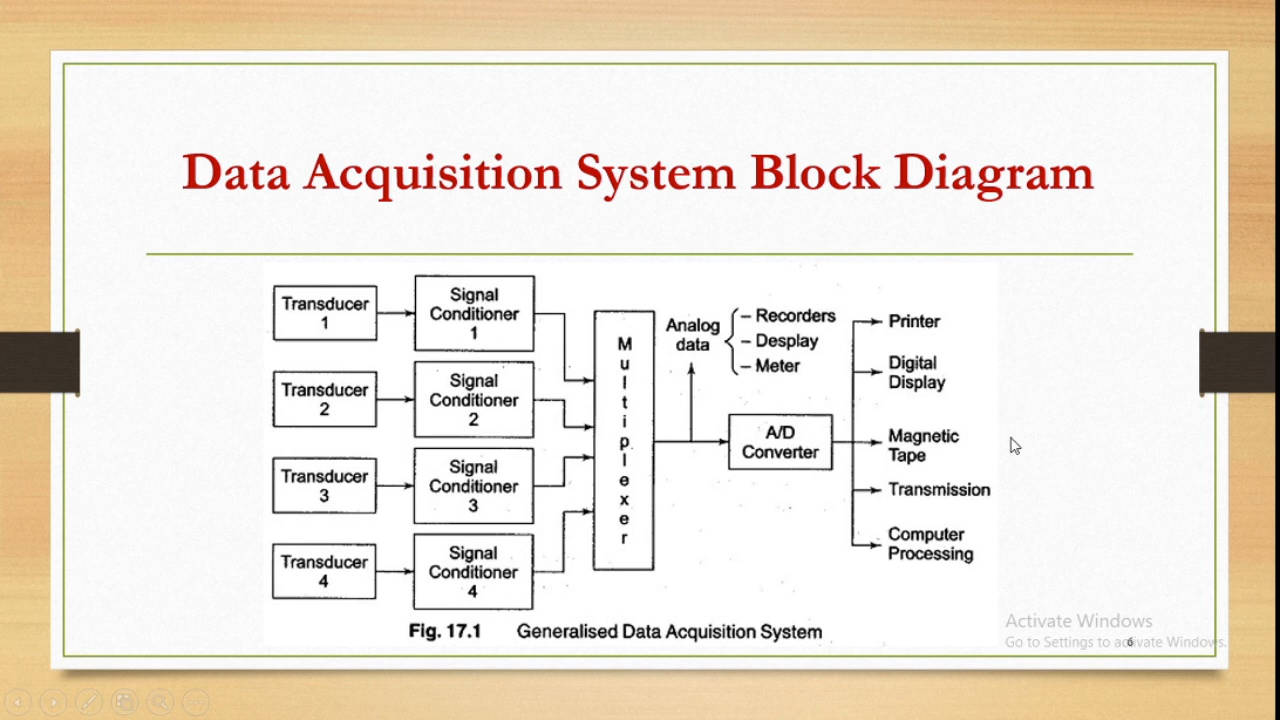 Data Acquisition System Block Diagram
Transducer
1
Signal
Conditioner
1
Transducer
2
Signal
Conditioner
2
Transducer
3
Signal
Conditioner
3
Transducer
4
Signal
Conditioner
4
Multiplexer
Analog
data
– Recorders
– Desplay
– Meter
A/D
Converter
Printer
Digital
Display
Magnetic
Tape
Transmission
Computer
Processing
Fig. 17.1 Generalised Data Acquisition System
Activate Windows
Go to Settings to activate Windows.
6